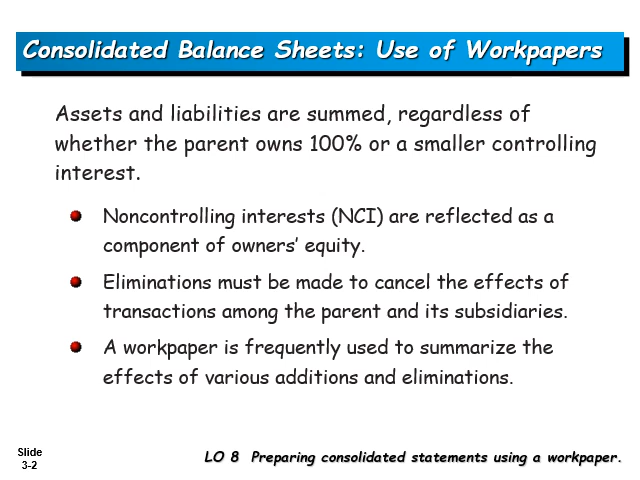 Consolidated Balance Sheets: Use of Workpapers
Assets and liabilities are summed, regardless of
whether the parent owns 100% or a smaller controlling
interest.
Noncontrolling interests (NCI) are reflected as a
component of owners’ equity.
Eliminations must be made to cancel the effects of
transactions among the parent and its subsidiaries.
A workpaper is frequently used to summarize the
effects of various additions and eliminations.
Slide
3-2
LO 8 Preparing consolidated statements using a workpaper.